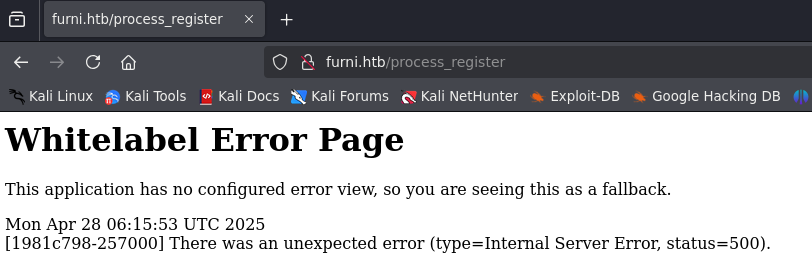 furni.htb/process_register
furni.htb/process_register
Kali Linux Kali Tools Kali Docs Kali Forums Kali NetHunter Exploit-DB Google Hacking DB
Whitelabel Error Page
This application has no configured error view, so you are seeing this as a fallback.
Mon Apr 28 06:15:53 UTC 2025
[1981c798-257000] There was an unexpected error (type=Internal Server Error, status=500).